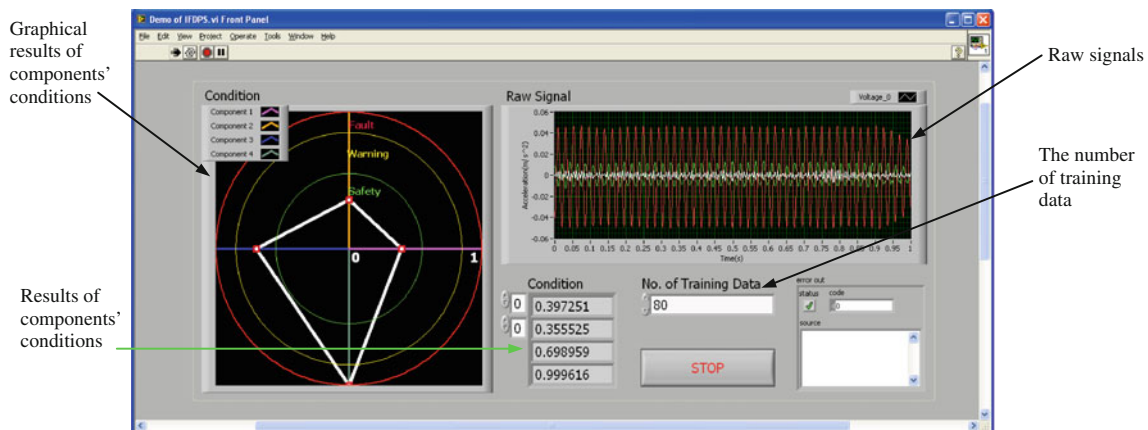 Graphical
results of
components'
conditions
Results of
components'
conditions
Demo of IFDPS.vi Front Panel
File Edit View Project Operate Tools Window Help
Condition
Component 1
Component 2
Component 3
Component 4
Fault
Warning
Safety
0
1
Raw Signal
Voltage_0
Acceleration(m/s^2)
0.06
0.04
0.02
0
-0.02
-0.04
-0.06
0 0.05 0.1 0.15 0.2 0.25 0.3 0.35 0.4 0.45 0.5 0.55 0.6 0.65 0.7 0.75 0.8 0.85 0.9 0.95 1
Time(s)
Condition
0
0
0.397251
0.355525
0.698959
0.999616
No. of Training Data
80
STOP
error out
status code
0
source
Raw signals
The number
of training
data